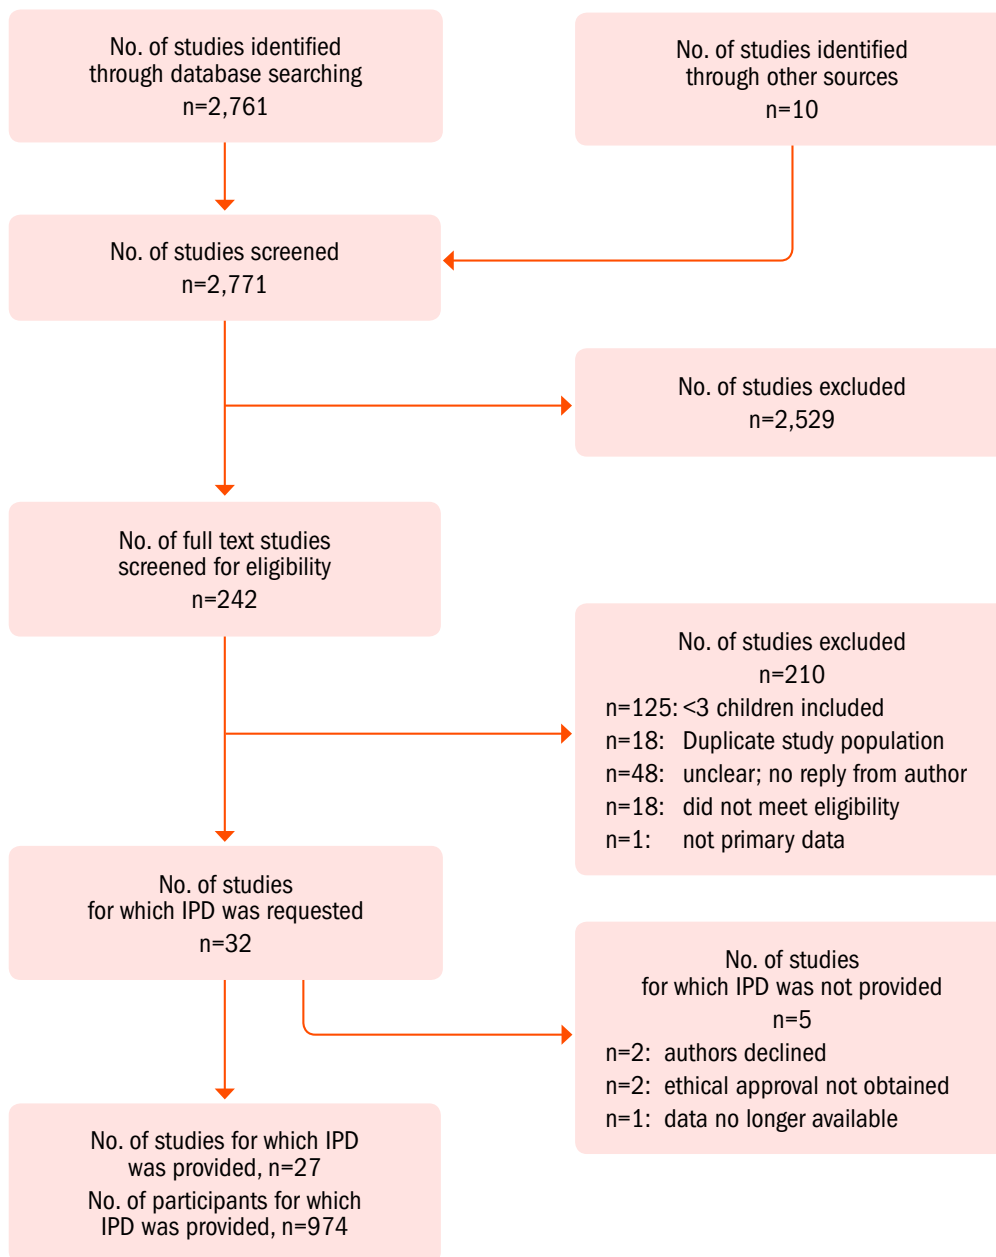 No. of studies identified
through database searching
n=2,761
No. of studies identified
through other sources
n=10
No. of studies screened
n=2,771
No. of studies excluded
n=2,529
No. of full text studies
screened for eligibility
n=242
No. of studies excluded
n=210
n=125: <3 children included
n=18: Duplicate study population
n=48: unclear; no reply from author
n=18: did not meet eligibility
n=1: not primary data
No. of studies
for which IPD was requested
n=32
No. of studies
for which IPD was not provided
n=5
n=2: authors declined
n=2: ethical approval not obtained
n=1: data no longer available
No. of studies for which IPD
was provided, n=27
No. of participants for which
IPD was provided, n=974